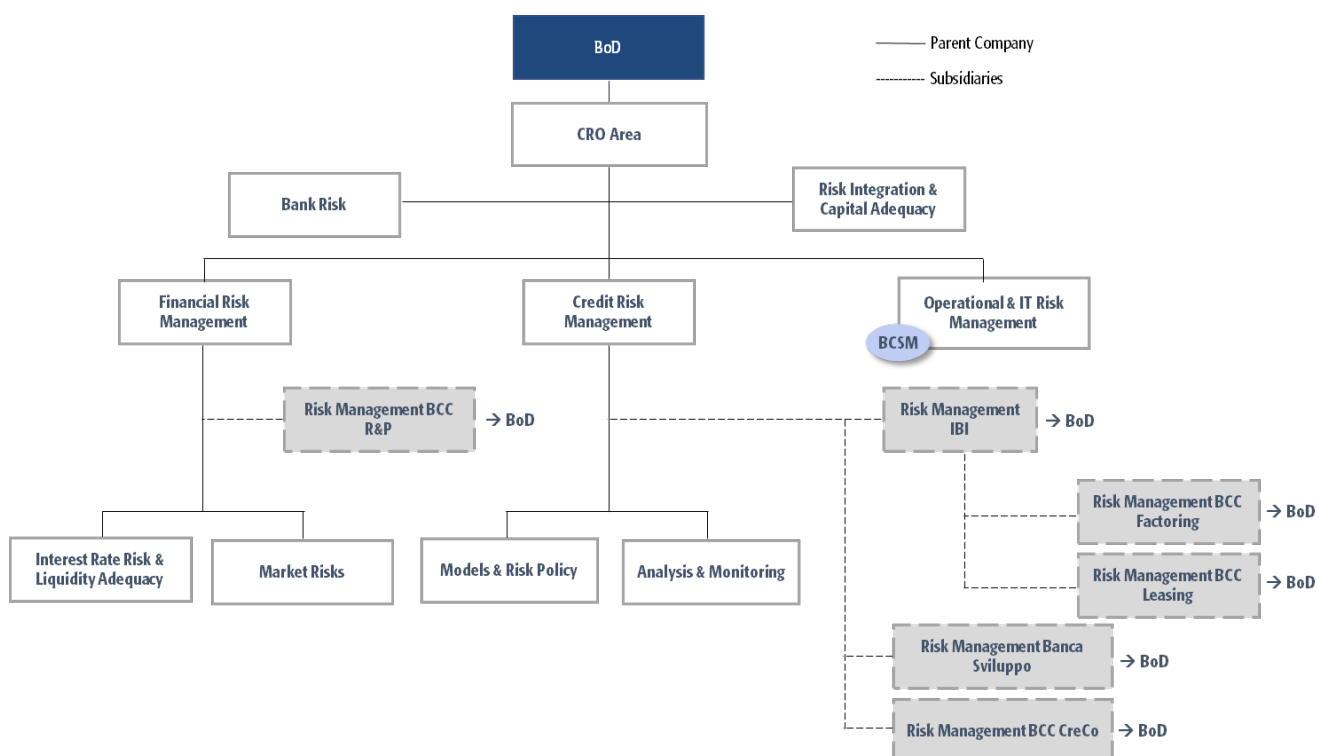 BoD
Parent Company
Subsidiaries
CRO Area
Bank Risk
Risk Integration &
Capital Adequacy
Financial Risk
Management
Credit Risk
Management
Operational & IT Risk
Management
BCSM
Risk Management BCC
R&P
→ BoD
Risk Management
IBI
→ BoD
Risk Management BCC
Factoring
→ BoD
Interest Rate Risk &
Liquidity Adequacy
Market Risks
Models & Risk Policy
Analysis & Monitoring
Risk Management BCC
Leasing
→ BoD
Risk Management Banca
Sviluppo
→ BoD
Risk Management BCC CreCo
→ BoD